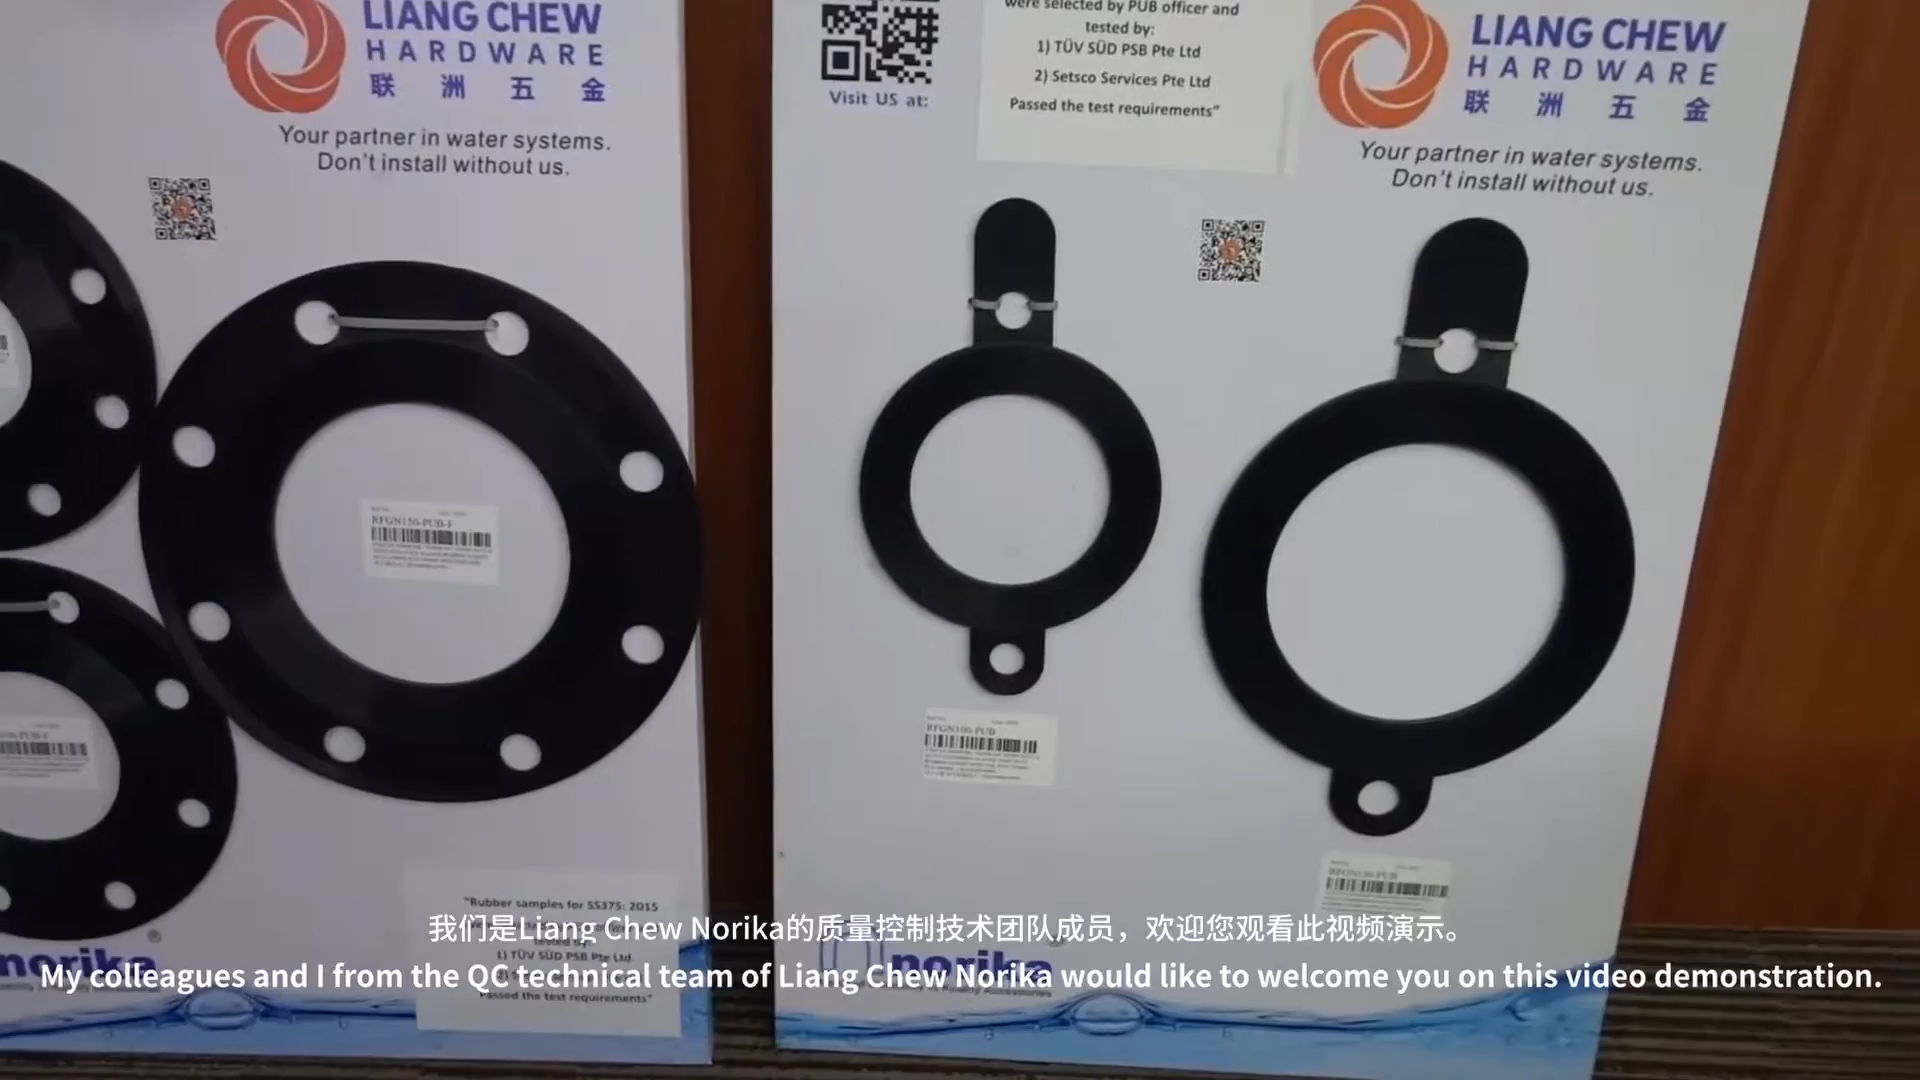 LIANG CHEW
HARDWARE
联洲五金
Your partner in water systems.
Don't install without us.
RFGN150-PUB-F
"Rubber samples for SS375: 2015
tested by:
1) TÜV SÜD PSB Pte Ltd
Passed the test requirements"
norika
Visit US at:
were selected by PUB officer and
tested by:
1) TÜV SÜD PSB Pte Ltd
2) Setsco Services Pte Ltd
Passed the test requirements"
LIANG CHEW
HARDWARE
联洲五金
Your partner in water systems.
Don't install without us.
RFGN100-PUB
RFGN150-PUB
norika
我们是Liang Chew Norika的质量控制技术团队成员，欢迎您观看此视频演示。
My colleagues and I from the QC technical team of Liang Chew Norika would like to welcome you on this video demonstration.